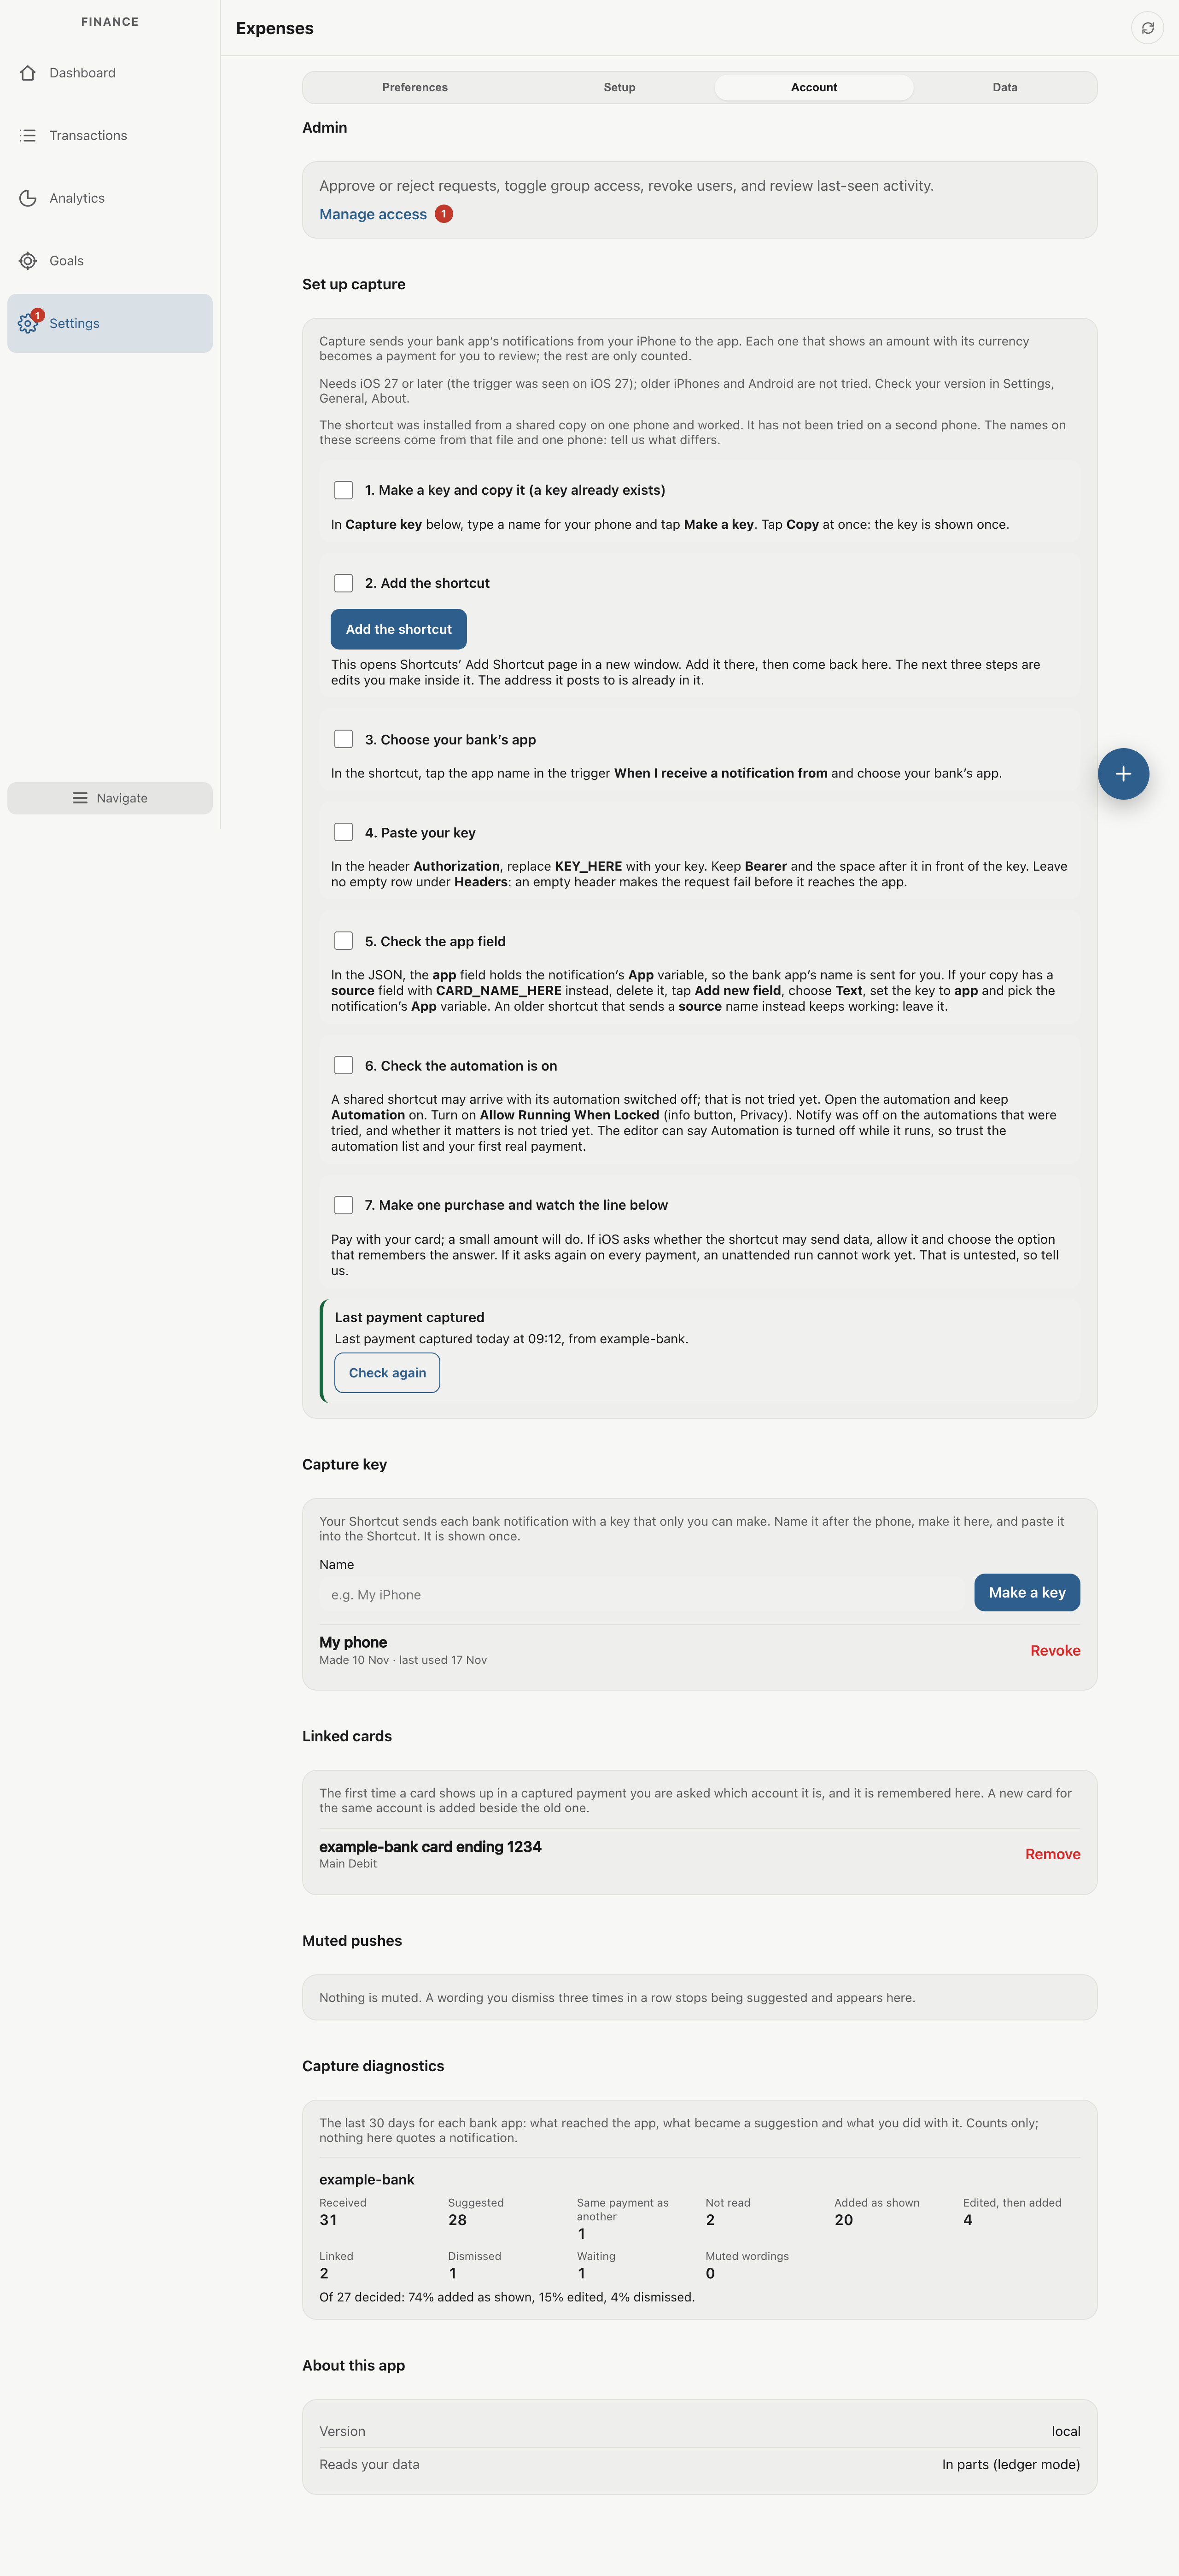 FINANCE
Dashboard
Transactions
Analytics
Goals
1
Settings
Navigate
Expenses
Preferences
Setup
Account
Data
Admin
Approve or reject requests, toggle group access, revoke users, and review last-seen activity.
Manage access 1
Set up capture
Capture sends your bank app’s notifications from your iPhone to the app. Each one that shows an amount with its currency
becomes a payment for you to review; the rest are only counted.
Needs iOS 27 or later (the trigger was seen on iOS 27); older iPhones and Android are not tried. Check your version in Settings,
General, About.
The shortcut was installed from a shared copy on one phone and worked. It has not been tried on a second phone. The names on
these screens come from that file and one phone: tell us what differs.
1. Make a key and copy it (a key already exists)
In Capture key below, type a name for your phone and tap Make a key. Tap Copy at once: the key is shown once.
2. Add the shortcut
Add the shortcut
This opens Shortcuts’ Add Shortcut page in a new window. Add it there, then come back here. The next three steps are
edits you make inside it. The address it posts to is already in it.
3. Choose your bank’s app
In the shortcut, tap the app name in the trigger When I receive a notification from and choose your bank’s app.
4. Paste your key
In the header Authorization, replace KEY_HERE with your key. Keep Bearer and the space after it in front of the key. Leave
no empty row under Headers: an empty header makes the request fail before it reaches the app.
5. Check the app field
In the JSON, the app field holds the notification’s App variable, so the bank app’s name is sent for you. If your copy has a
source field with CARD_NAME_HERE instead, delete it, tap Add new field, choose Text, set the key to app and pick the
notification’s App variable. An older shortcut that sends a source name instead keeps working: leave it.
6. Check the automation is on
A shared shortcut may arrive with its automation switched off; that is not tried yet. Open the automation and keep
Automation on. Turn on Allow Running When Locked (info button, Privacy). Notify was off on the automations that were
tried, and whether it matters is not tried yet. The editor can say Automation is turned off while it runs, so trust the
automation list and your first real payment.
7. Make one purchase and watch the line below
Pay with your card; a small amount will do. If iOS asks whether the shortcut may send data, allow it and choose the option
that remembers the answer. If it asks again on every payment, an unattended run cannot work yet. That is untested, so tell
us.
Last payment captured
Last payment captured today at 09:12, from example-bank.
Check again
Capture key
Your Shortcut sends each bank notification with a key that only you can make. Name it after the phone, make it here, and paste it
into the Shortcut. It is shown once.
Name
e.g. My iPhone
Make a key
My phone
Made 10 Nov · last used 17 Nov
Revoke
Linked cards
The first time a card shows up in a captured payment you are asked which account it is, and it is remembered here. A new card for
the same account is added beside the old one.
example-bank card ending 1234
Main Debit
Remove
Muted pushes
Nothing is muted. A wording you dismiss three times in a row stops being suggested and appears here.
Capture diagnostics
The last 30 days for each bank app: what reached the app, what became a suggestion and what you did with it. Counts only;
nothing here quotes a notification.
example-bank
Received
31
Suggested
28
Same payment as
another
1
Not read
2
Added as shown
20
Edited, then added
4
Linked
2
Dismissed
1
Waiting
1
Muted wordings
0
Of 27 decided: 74% added as shown, 15% edited, 4% dismissed.
About this app
Version
local
Reads your data
In parts (ledger mode)